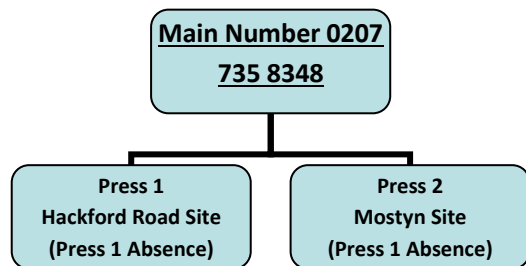 Main Number 0207
735 8348
Press 1
Hackford Road Site
(Press 1 Absence)
Press 2
Mostyn Site
(Press 1 Absence)